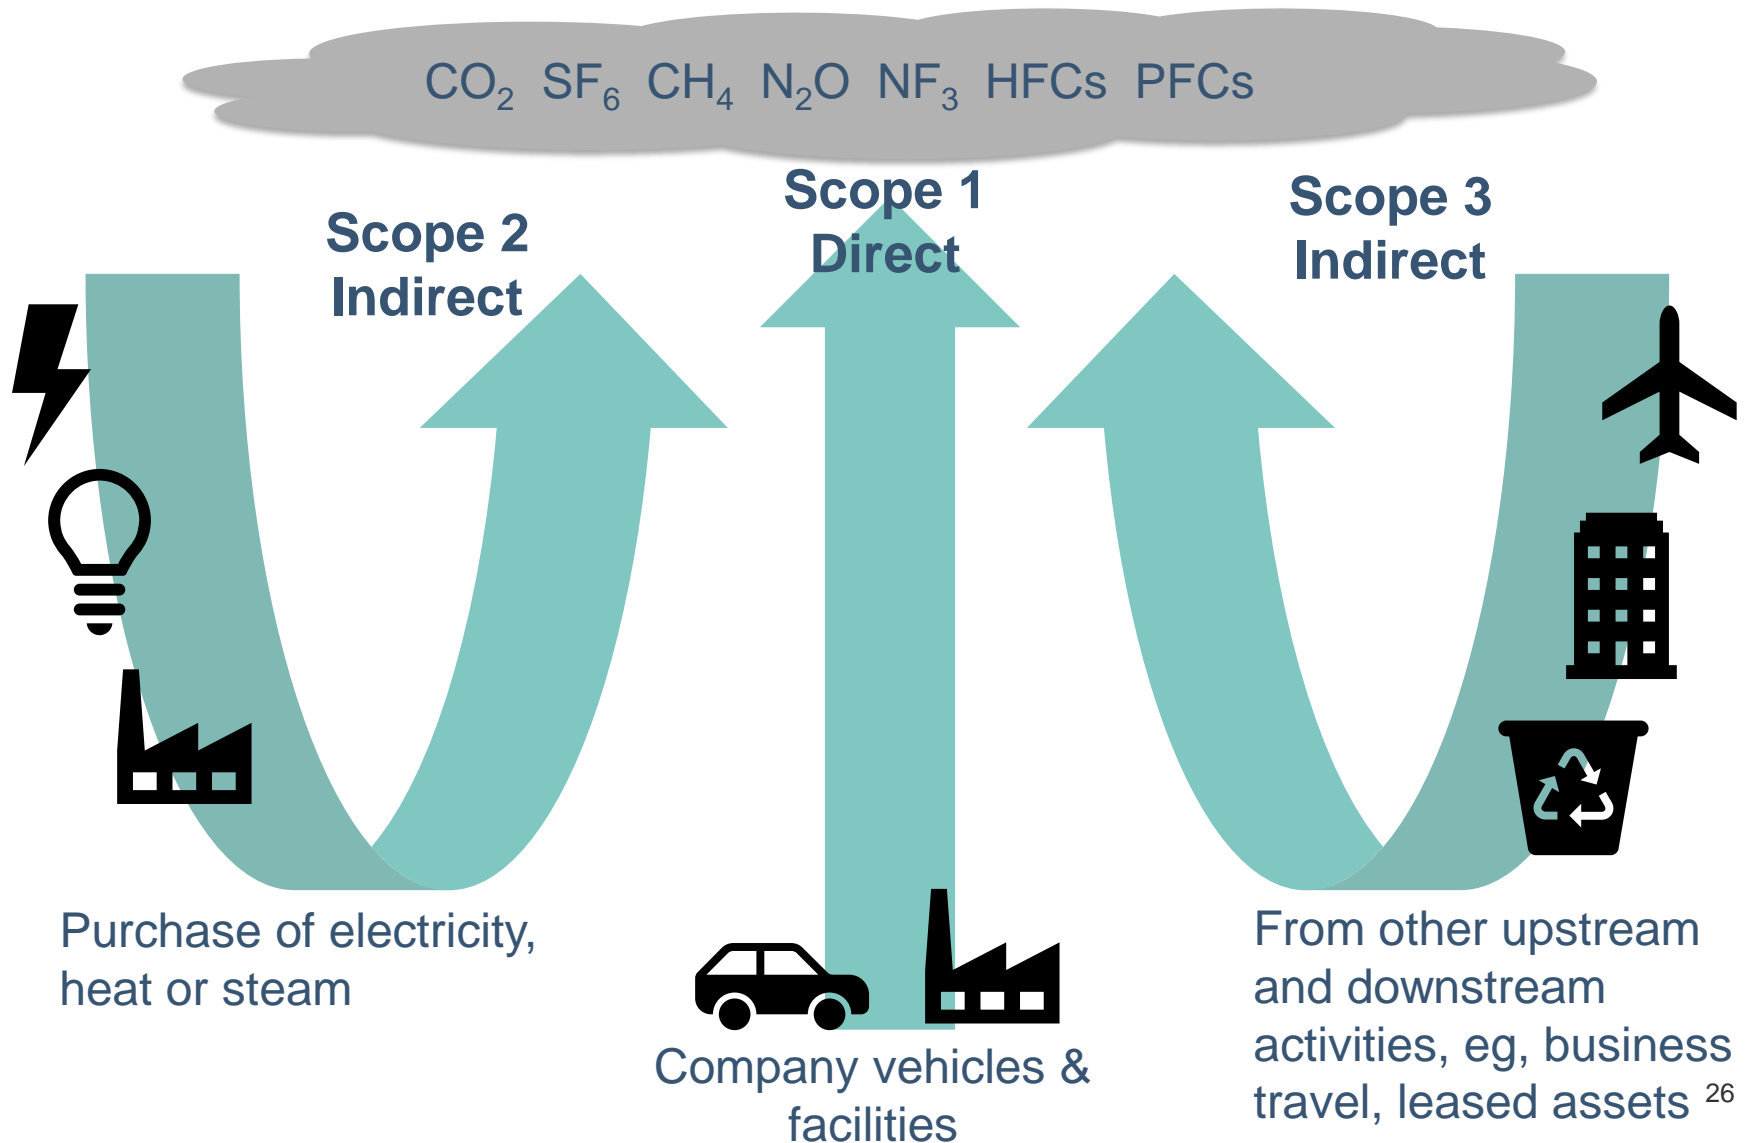 CO₂ SF₆ CH₄ N₂O NF₃ HFCs PFCs
Scope 2
Indirect
Scope 1
Direct
Scope 3
Indirect
Purchase of electricity,
heat or steam
Company vehicles &
facilities
From other upstream
and downstream
activities, eg, business
travel, leased assets 26